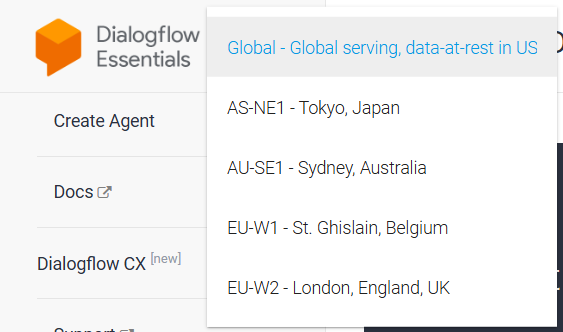 Dialogflow
Essentials
Global - Global serving, data-at-rest in US
Create Agent
AS-NE1 - Tokyo, Japan
AU-SE1 - Sydney, Australia
Docs
EU-W1 - St. Ghislain, Belgium
Dialogflow CX [new]
EU-W2 - London, England, UK